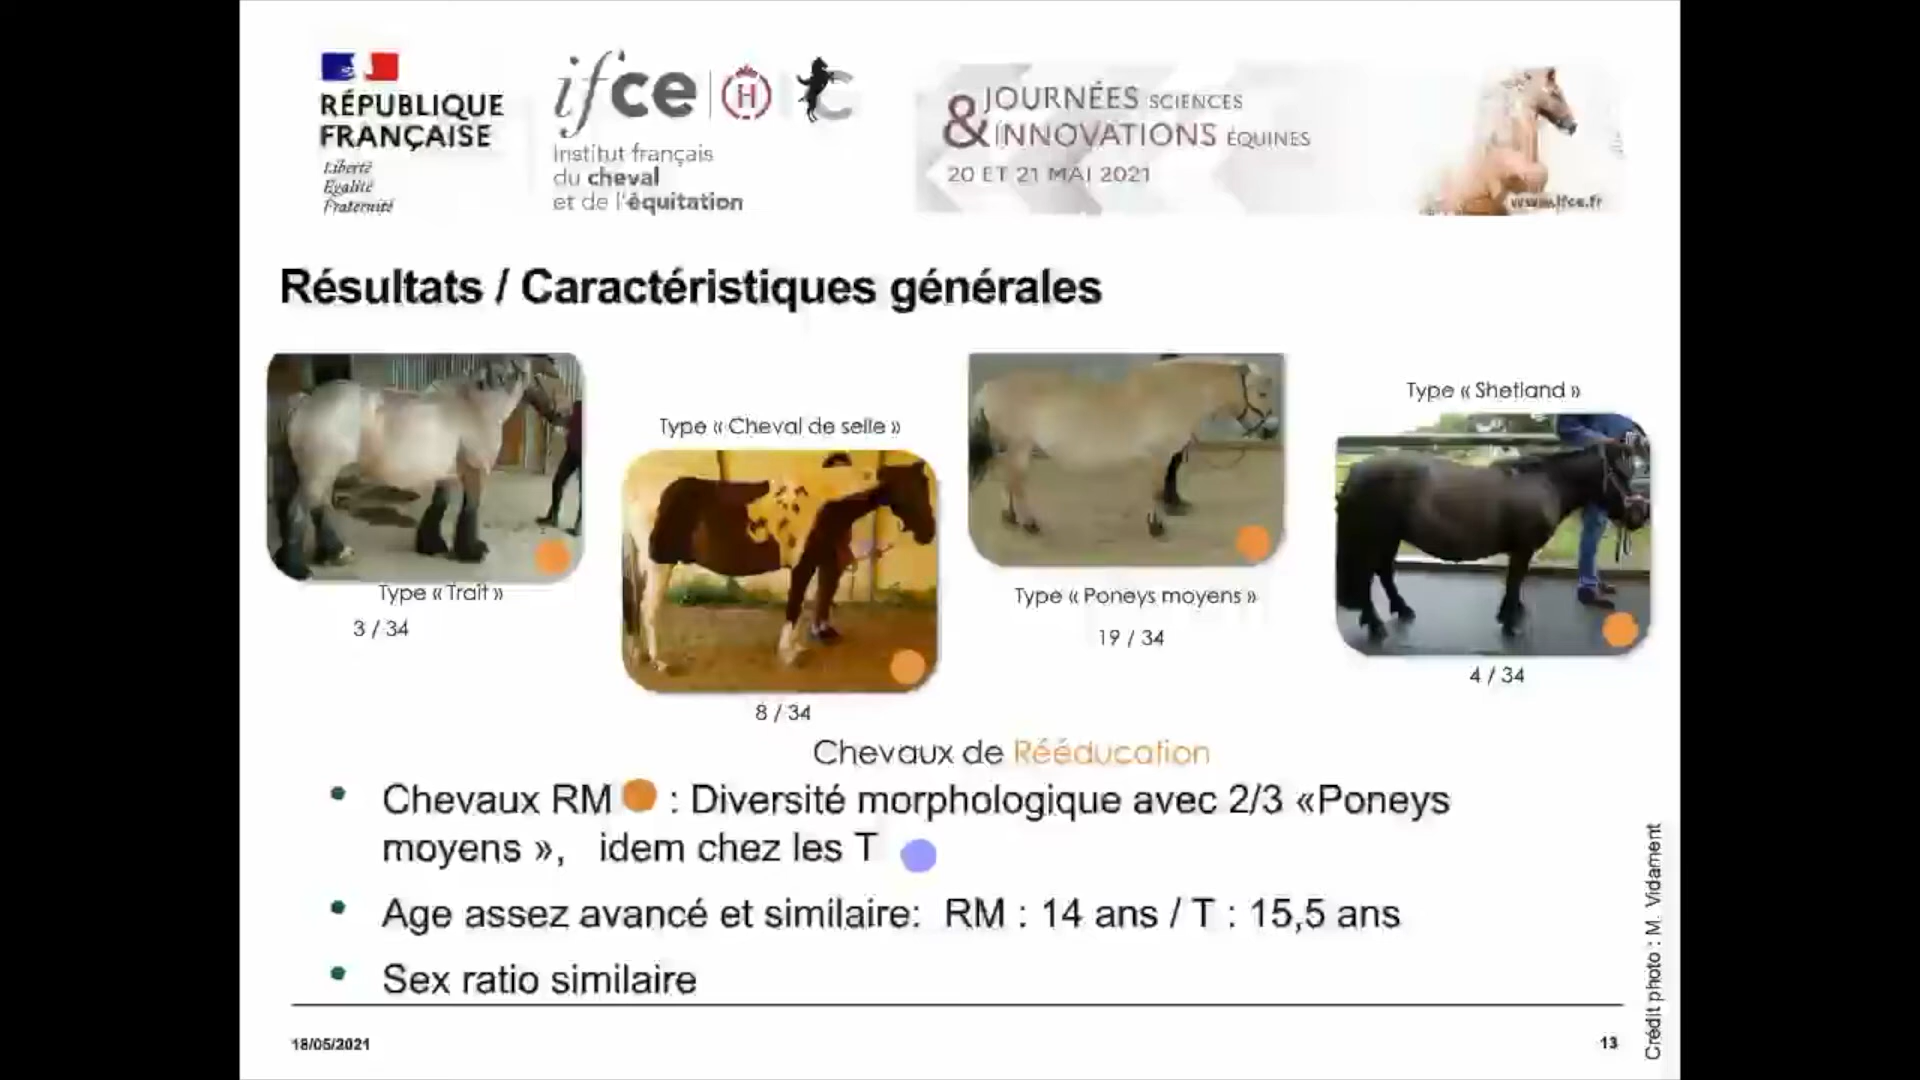 RÉPUBLIQUE
FRANÇAISE
Liberté
Égalité
Fraternité
ifce
H
Institut français
du cheval
et de l'équitation
JOURNÉES SCIENCES
& INNOVATIONS ÉQUINES
20 ET 21 MAI 2021
www.ifce.fr
Résultats / Caractéristiques générales
Type « Trait »
3 / 34
Type « Cheval de selle »
8 / 34
Type « Poneys moyens »
19 / 34
Type « Shetland »
4 / 34
Chevaux de Rééducation
• Chevaux RM : Diversité morphologique avec 2/3 «Poneys
moyens », idem chez les T
• Age assez avancé et similaire: RM : 14 ans / T : 15,5 ans
• Sex ratio similaire
Crédit photo : M. Vidament
18/05/2021
13